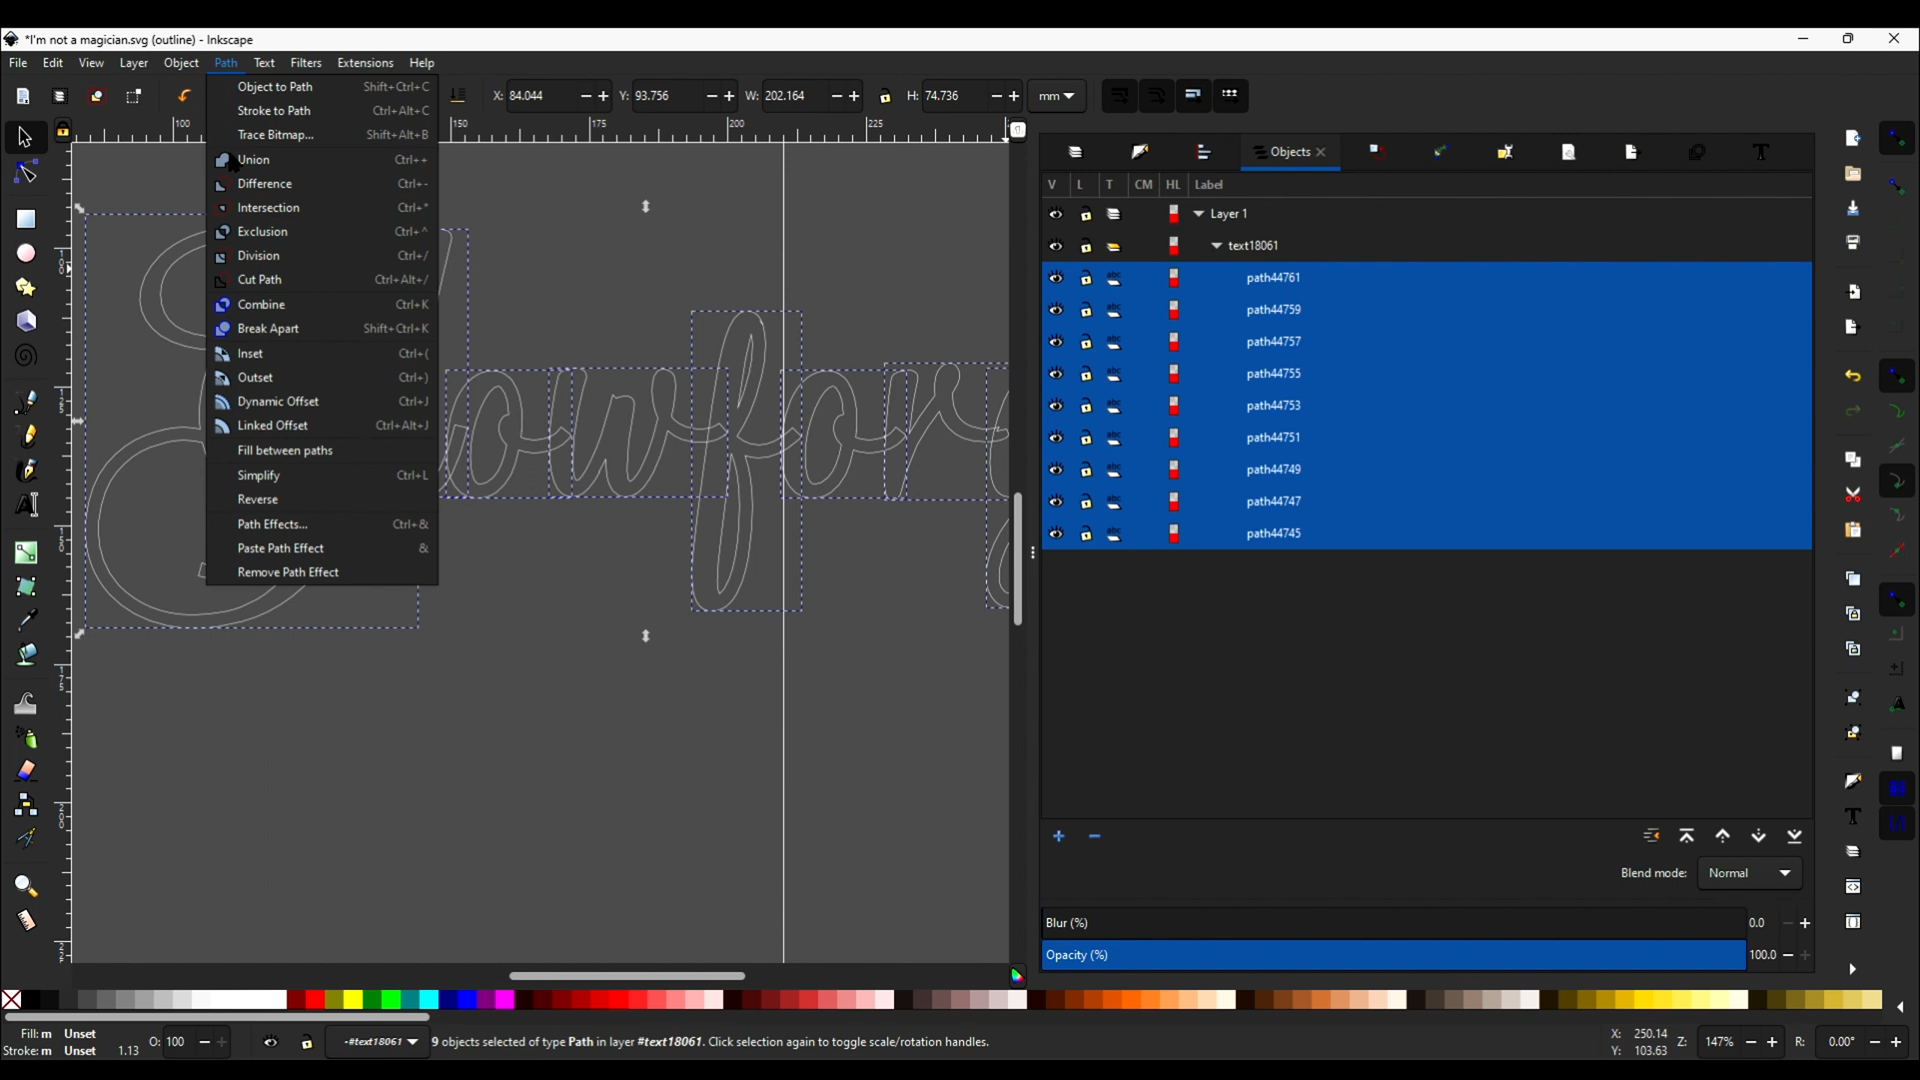 *I'm not a magician.svg (outline) - Inkscape
File Edit View Layer Object Path Text Filters Extensions Help
X: 84.044 Y: 93.756 W: 202.164 H: 74.736 mm
Object to Path Shift+Ctrl+C
Stroke to Path Ctrl+Alt+C
Trace Bitmap... Shift+Alt+B
Union Ctrl++
Difference Ctrl+-
Intersection Ctrl+*
Exclusion Ctrl+^
Division Ctrl+/
Cut Path Ctrl+Alt+/
Combine Ctrl+K
Break Apart Shift+Ctrl+K
Inset Ctrl+(
Outset Ctrl+)
Dynamic Offset Ctrl+J
Linked Offset Ctrl+Alt+J
Fill between paths
Simplify Ctrl+L
Reverse
Path Effects... Ctrl+&
Paste Path Effect &
Remove Path Effect
100 150 175 200 225
Objects
V L T CM HL Label
Layer 1
text18061
path44761
path44759
path44757
path44755
path44753
path44751
path44749
path44747
path44745
Blend mode: Normal
Blur (%) 0.0
Opacity (%) 100.0
Fill: m Unset
Stroke: m Unset 1.13
O: 100
-#text18061
9 objects selected of type Path in layer #text18061. Click selection again to toggle scale/rotation handles.
X: 250.14
Y: 103.63
Z: 147%
R: 0.00°